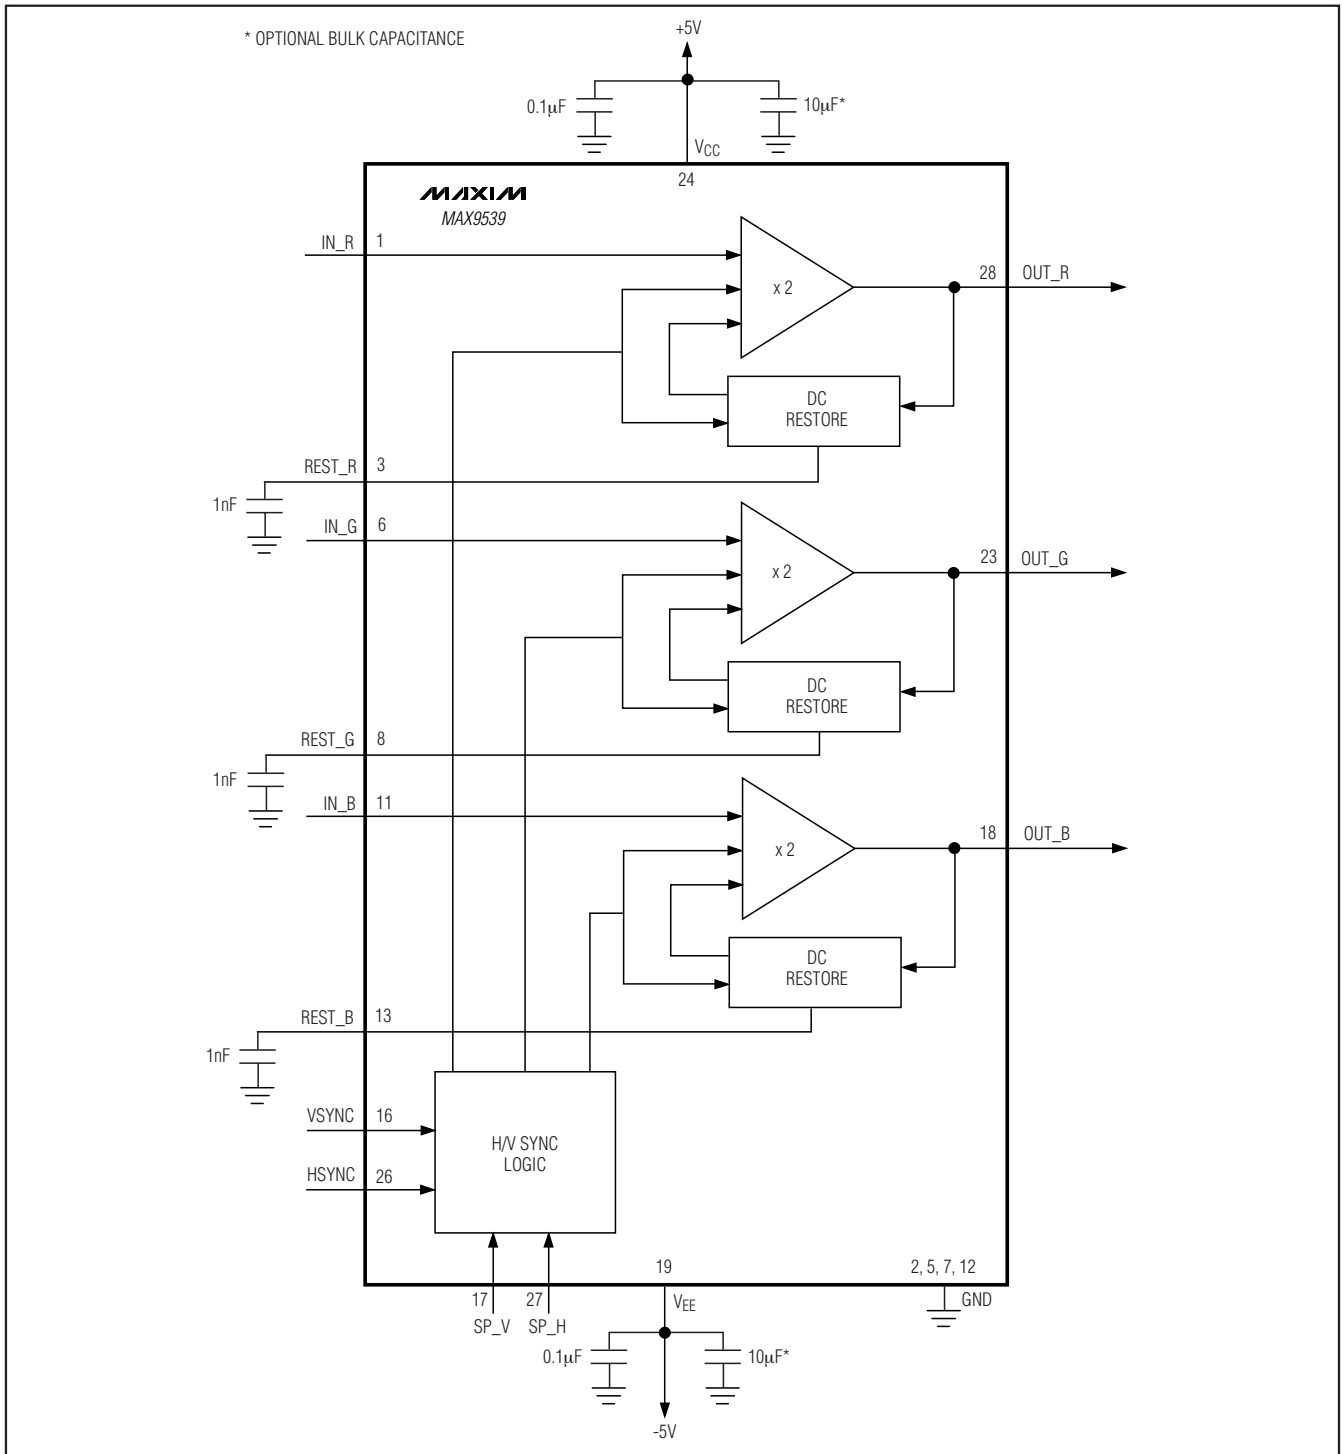 * OPTIONAL BULK CAPACITANCE
+5V
0.1μF
10μF*
VCC
24
MAXIM
MAX9539
IN_R 1
x 2
28 OUT_R
DC
RESTORE
REST_R 3
1nF
IN_G 6
x 2
23 OUT_G
DC
RESTORE
REST_G 8
1nF
IN_B 11
x 2
18 OUT_B
DC
RESTORE
REST_B 13
1nF
VSYNC 16
H/V SYNC
LOGIC
HSYNC 26
19
2, 5, 7, 12
17
27
VEE
GND
SP_V
SP_H
0.1μF
10μF*
-5V